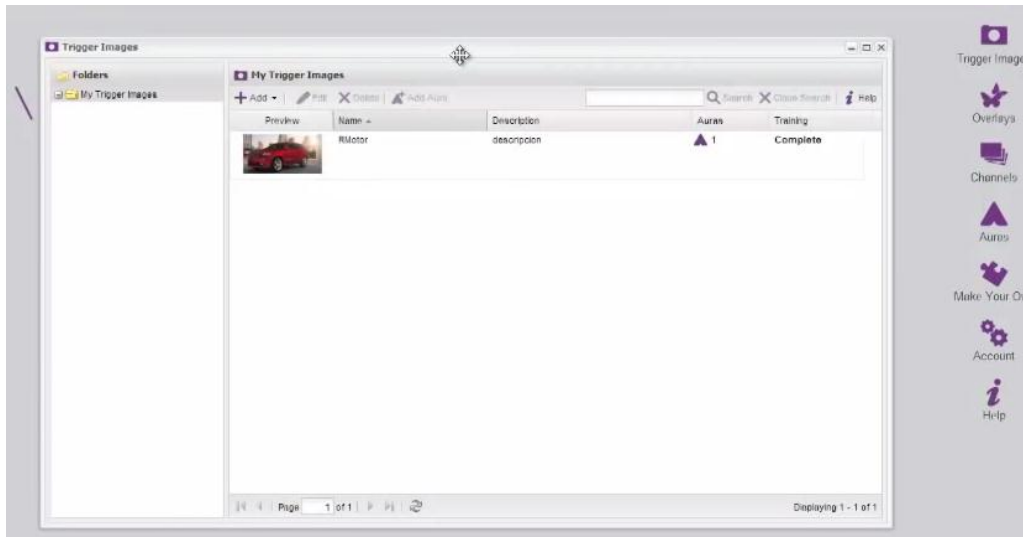 Trigger Images
Folders
My Trigger Images
My Trigger Images
Add
Edit
Delete
Add Aura
Search
Close Search
Help
Preview
Name
Description
Auras
Training
RMotor
descripcion
1
Complete
Page 1 of 1
Displaying 1 - 1 of 1
Trigger Image
Overlays
Channels
Auras
Make Your O
Account
Help